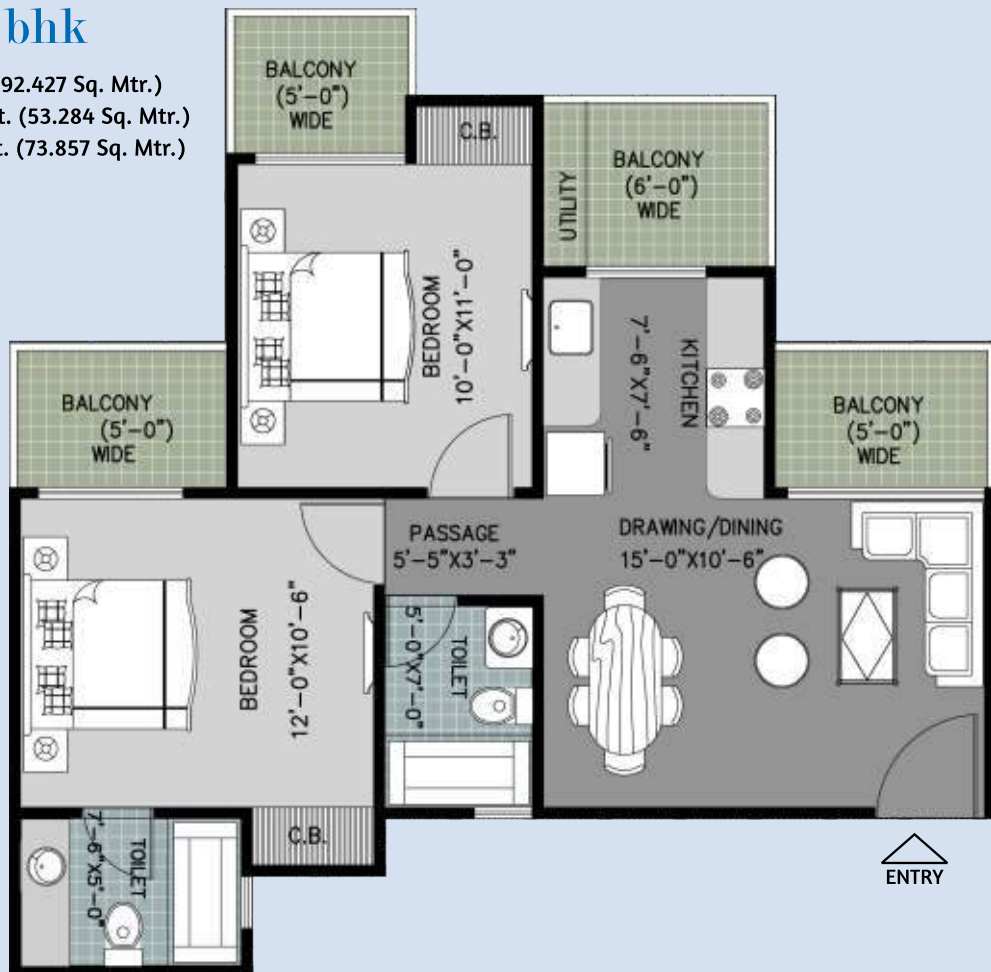 bhk
92.427 Sq. Mtr.)
t. (53.284 Sq. Mtr.)
t. (73.857 Sq. Mtr.)
BALCONY
(5'-0")
WIDE
C.B.
BALCONY
(6'-0")
WIDE
UTILITY
BEDROOM
10'-0"X11'-0"
KITCHEN
7'-6"X7'-6"
BALCONY
(5'-0")
WIDE
BALCONY
(5'-0")
WIDE
PASSAGE
5'-5"X3'-3"
DRAWING/DINING
15'-0"X10'-6"
BEDROOM
12'-0"X10'-6"
TOILET
5'-0"X7'-0"
C.B.
TOILET
7'-6"X5'-0"
ENTRY